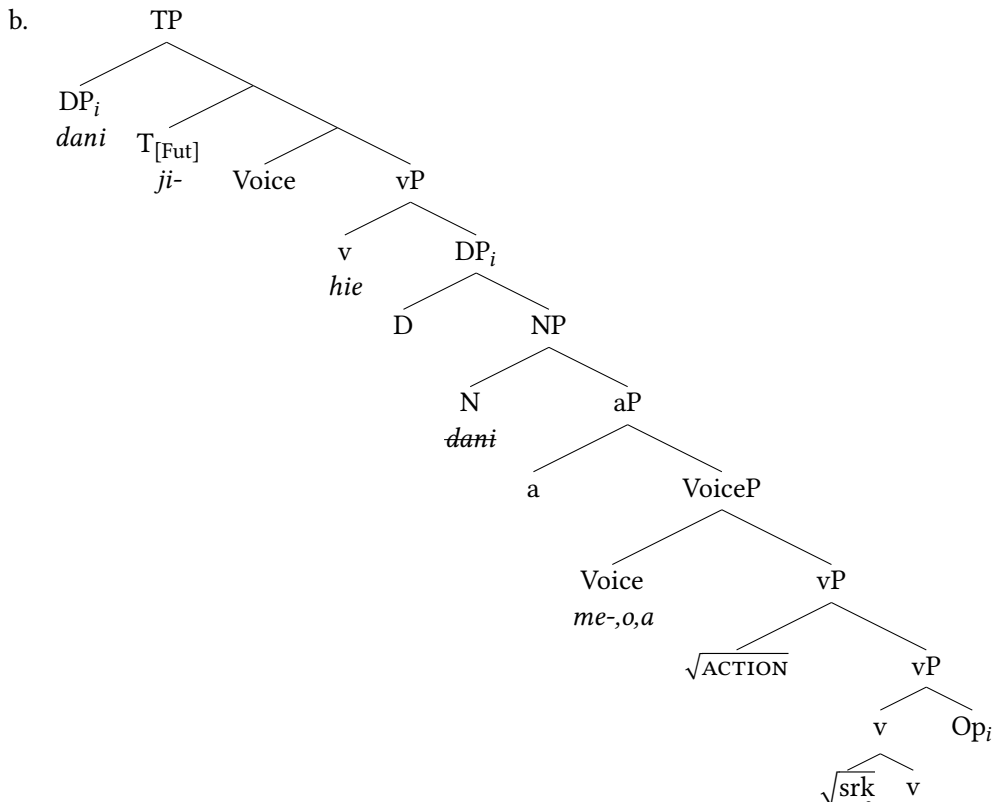 b.
TP
DPi
dani
T[Fut]
ji-
Voice
vP
v
hie
DPi
D
NP
N
dani
aP
a
VoiceP
Voice
me-,o,a
vP
√ACTION
vP
v
Opi
√srk
v